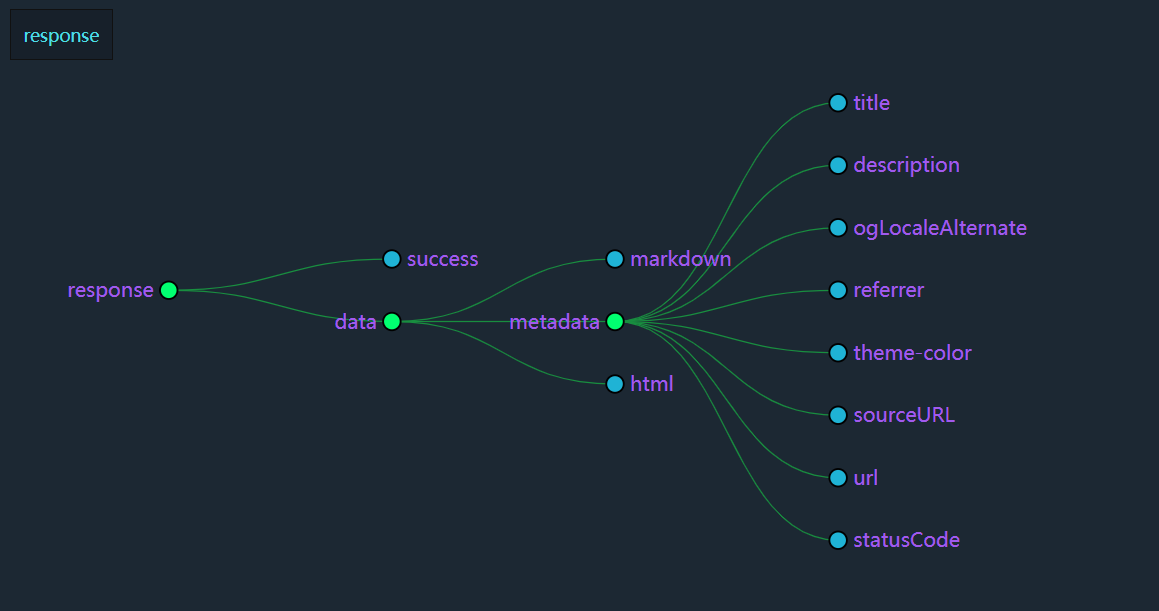 response
title
description
ogLocaleAlternate
success
markdown
response
referrer
data
metadata
theme-color
html
sourceURL
url
statusCode